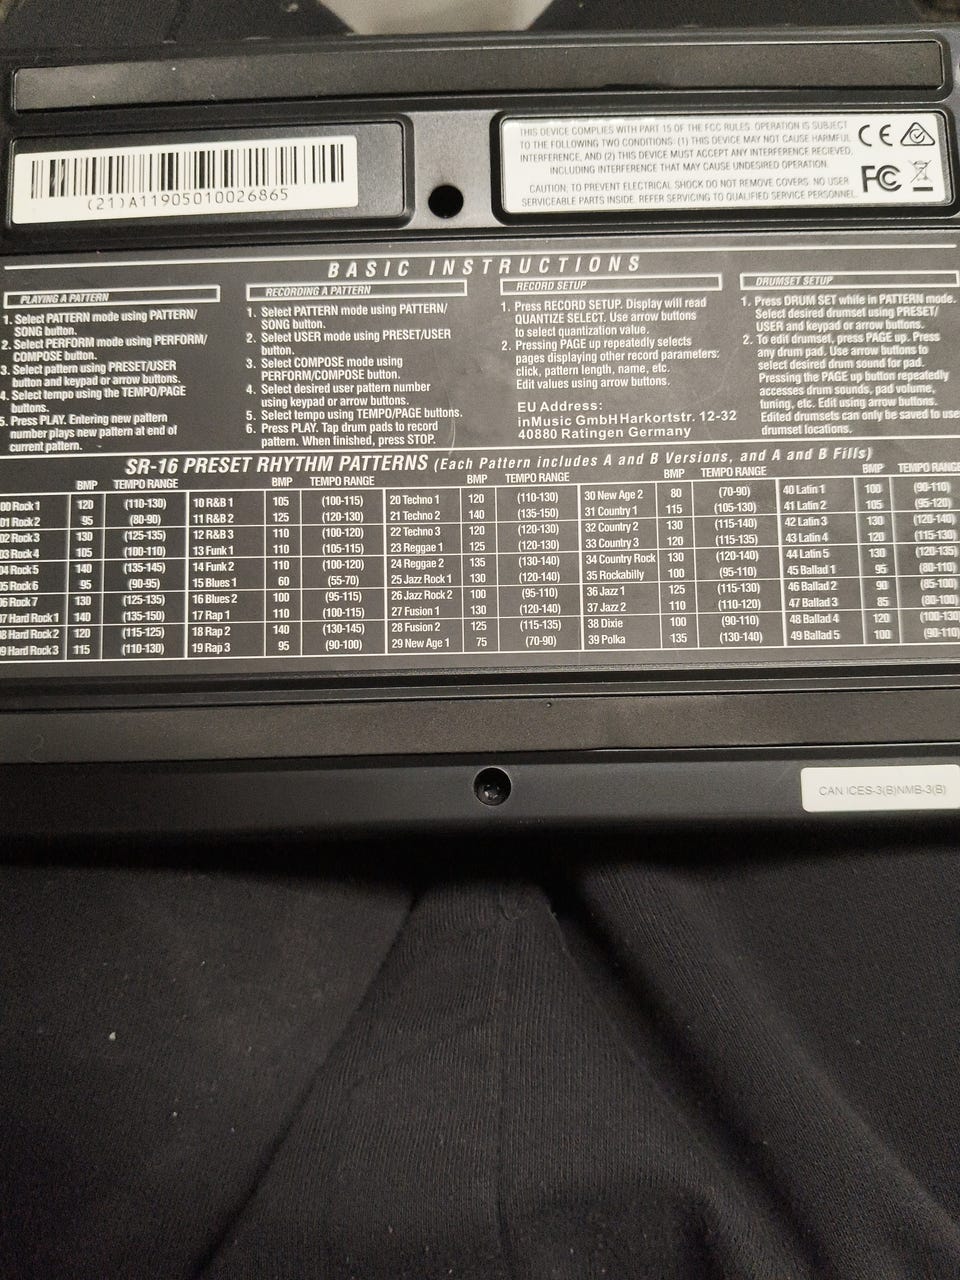 (21)A11905010026865
THIS DEVICE COMPLIES WITH PART 15 OF THE FCC RULES. OPERATION IS SUBJECT
TO THE FOLLOWING TWO CONDITIONS: (1) THIS DEVICE MAY NOT CAUSE HARMFUL
INTERFERENCE, AND (2) THIS DEVICE MUST ACCEPT ANY INTERFERENCE RECIEVED,
INCLUDING INTERFERENCE THAT MAY CAUSE UNDESIRED OPERATION.
CAUTION: TO PREVENT ELECTRICAL SHOCK DO NOT REMOVE COVERS. NO USER
SERVICEABLE PARTS INSIDE. REFER SERVICING TO QUALIFIED SERVICE PERSONNEL.
CE
FC
BASIC INSTRUCTIONS
PLAYING A PATTERN
1. Select PATTERN mode using PATTERN/
SONG button.
2. Select PERFORM mode using PERFORM/
COMPOSE button.
3. Select pattern using PRESET/USER
button and keypad or arrow buttons.
4. Select tempo using the TEMPO/PAGE
buttons.
5. Press PLAY. Entering new pattern
number plays new pattern at end of
current pattern.
RECORDING A PATTERN
1. Select PATTERN mode using PATTERN/
SONG button.
2. Select USER mode using PRESET/USER
button.
3. Select COMPOSE mode using
PERFORM/COMPOSE button.
4. Select desired user pattern number
using keypad or arrow buttons.
5. Select tempo using TEMPO/PAGE buttons.
6. Press PLAY. Tap drum pads to record
pattern. When finished, press STOP.
RECORD SETUP
1. Press RECORD SETUP. Display will read
QUANTIZE SELECT. Use arrow buttons
to select quantization value.
2. Pressing PAGE UP repeatedly selects
pages displaying other record parameters:
click, pattern length, name, etc.
Edit values using arrow buttons.
EU Address:
inMusic GmbH Harkortstr. 12-32
40880 Ratingen Germany
DRUMSET SETUP
1. Press DRUM SET while in PATTERN mode.
Select desired drumset using PRESET/
USER and keypad or arrow buttons.
2. To edit drumset, press PAGE UP. Press
any drum pad. Use arrow buttons to
select desired drum sound for pad.
Pressing the PAGE UP button repeatedly
accesses drum sounds, pad volume,
tuning, etc. Edit using arrow buttons.
Edited drumsets can only be saved to use
drumset locations.
SR-16 PRESET RHYTHM PATTERNS (Each Pattern includes A and B Versions, and A and B Fills)
BMP TEMPO RANGE BMP TEMPO RANGE BMP TEMPO RANGE BMP TEMPO RANGE BMP TEMPO RANGE
00 Rock 1 120 (110-130) 10 R&B 1 105 (100-115) 20 Techno 1 120 (110-130) 30 New Age 2 80 (70-90) 40 Latin 1 100 (90-110)
01 Rock 2 95 (80-90) 11 R&B 2 125 (120-130) 21 Techno 2 140 (135-150) 31 Country 1 115 (105-130) 41 Latin 2 105 (95-120)
02 Rock 3 130 (125-135) 12 R&B 3 110 (100-120) 22 Techno 3 120 (120-130) 32 Country 2 130 (115-140) 42 Latin 3 130 (120-140)
03 Rock 4 105 (100-110) 13 Funk 1 110 (105-115) 23 Reggae 1 125 (120-130) 33 Country 3 120 (115-135) 43 Latin 4 120 (115-130)
04 Rock 5 140 (135-145) 14 Funk 2 110 (100-120) 24 Reggae 2 135 (130-140) 34 Country Rock 130 (120-140) 44 Latin 5 130 (120-135)
05 Rock 6 95 (90-95) 15 Blues 1 60 (55-70) 25 Jazz Rock 1 130 (120-140) 35 Rockabilly 100 (95-110) 45 Ballad 1 95 (80-110)
06 Rock 7 130 (125-135) 16 Blues 2 100 (95-115) 26 Jazz Rock 2 100 (95-110) 36 Jazz 1 125 (115-130) 46 Ballad 2 90 (85-100)
07 Hard Rock 1 140 (135-150) 17 Rap 1 110 (100-115) 27 Fusion 1 130 (120-140) 37 Jazz 2 110 (110-120) 47 Ballad 3 85 (80-100)
08 Hard Rock 2 120 (115-125) 18 Rap 2 140 (130-145) 28 Fusion 2 125 (115-135) 38 Dixie 100 (90-110) 48 Ballad 4 120 (100-130)
09 Hard Rock 3 115 (110-130) 19 Rap 3 95 (90-100) 29 New Age 1 75 (70-90) 39 Polka 135 (130-140) 49 Ballad 5 100 (90-110)
CAN ICES-3(B)NMB-3(B)